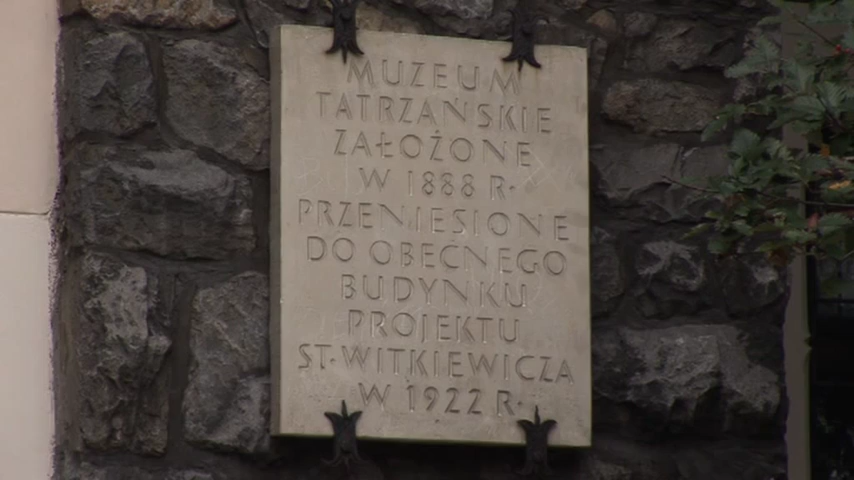 MUZEUM
TATRZAŃSKIE
ZAŁOŻONE
W 1888 R·
PRZENIESIONE
DO OBECNEGO
BUDYNKU
PROJEKTU
ST·WITKIEWICZA
W 1922 R·